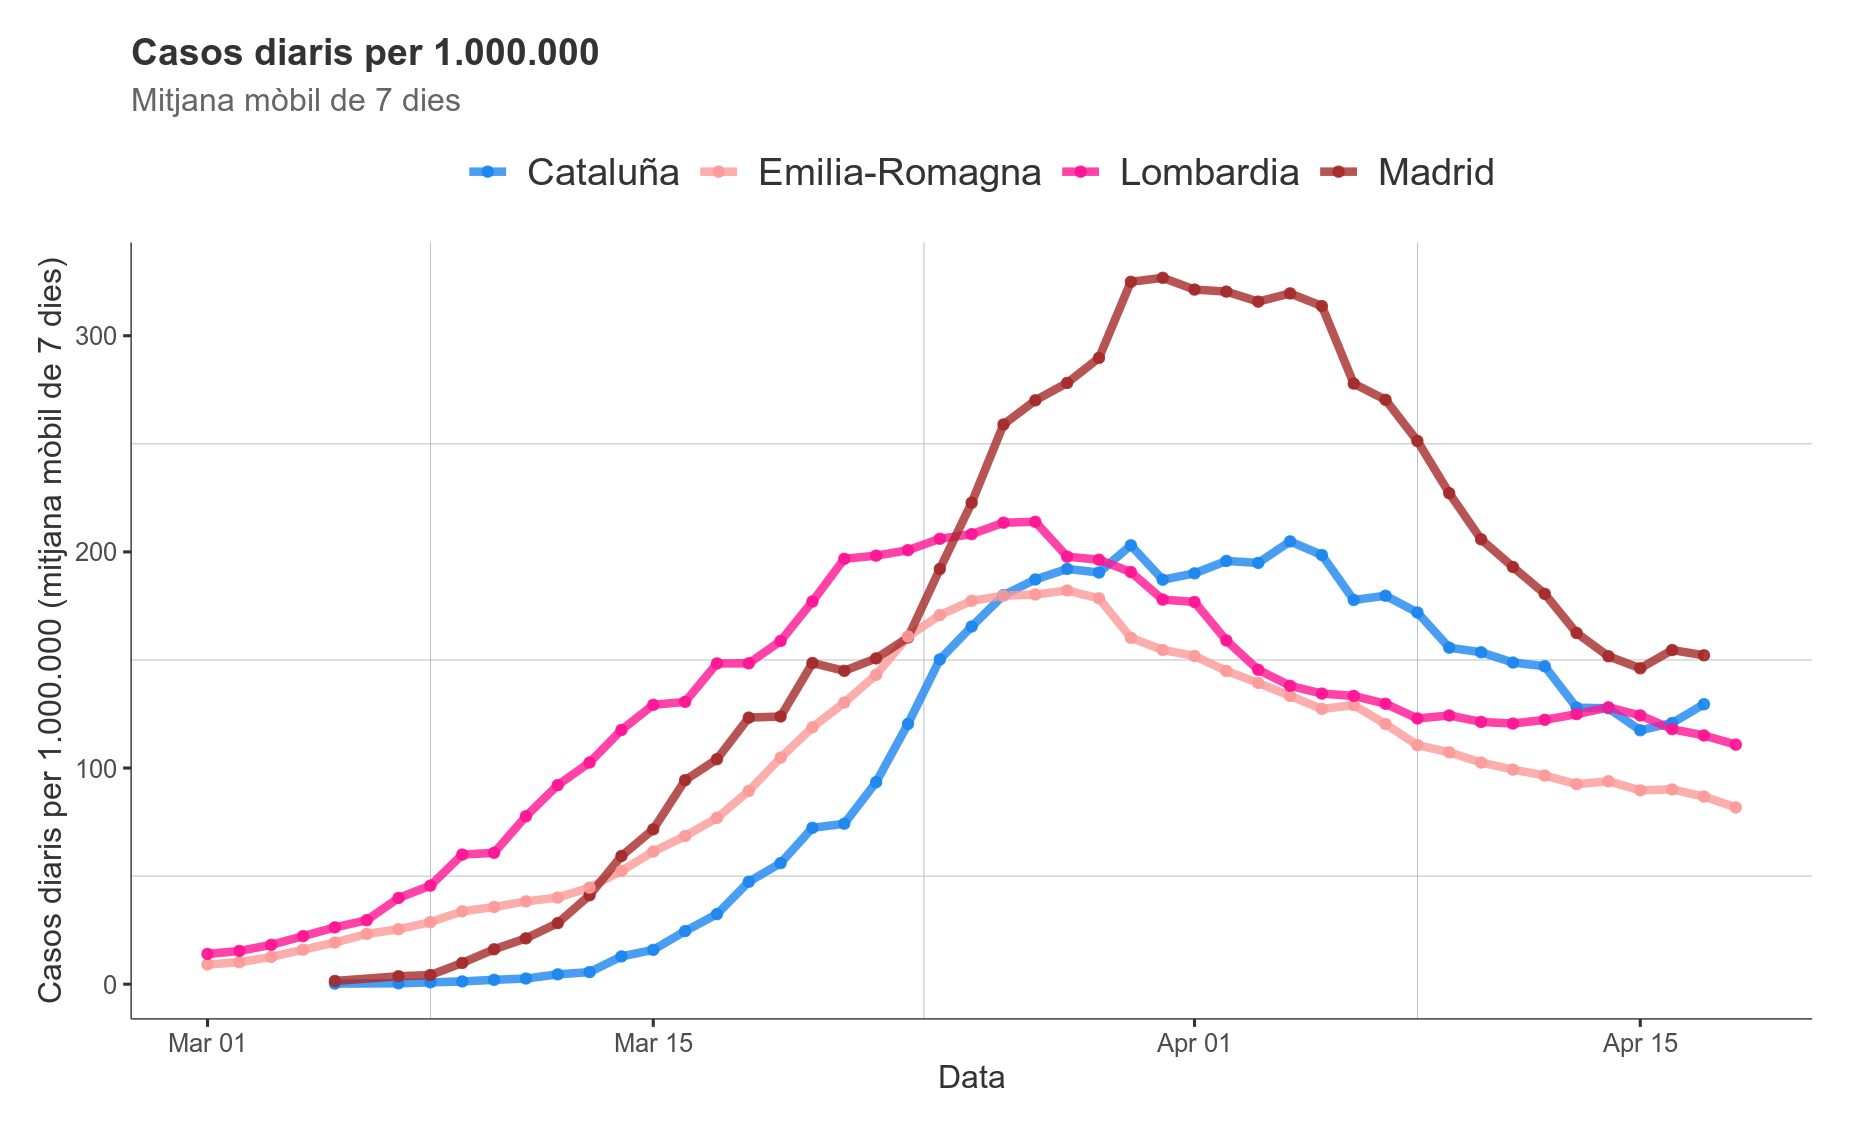 Casos diaris per 1.000.000
Mitjana mòbil de 7 dies
Cataluña Emilia-Romagna Lombardia Madrid
Casos diaris per 1.000.000 (mitjana mòbil de 7 dies)
300
200
100
0
Mar 01 Mar 15 Apr 01 Apr 15
Data